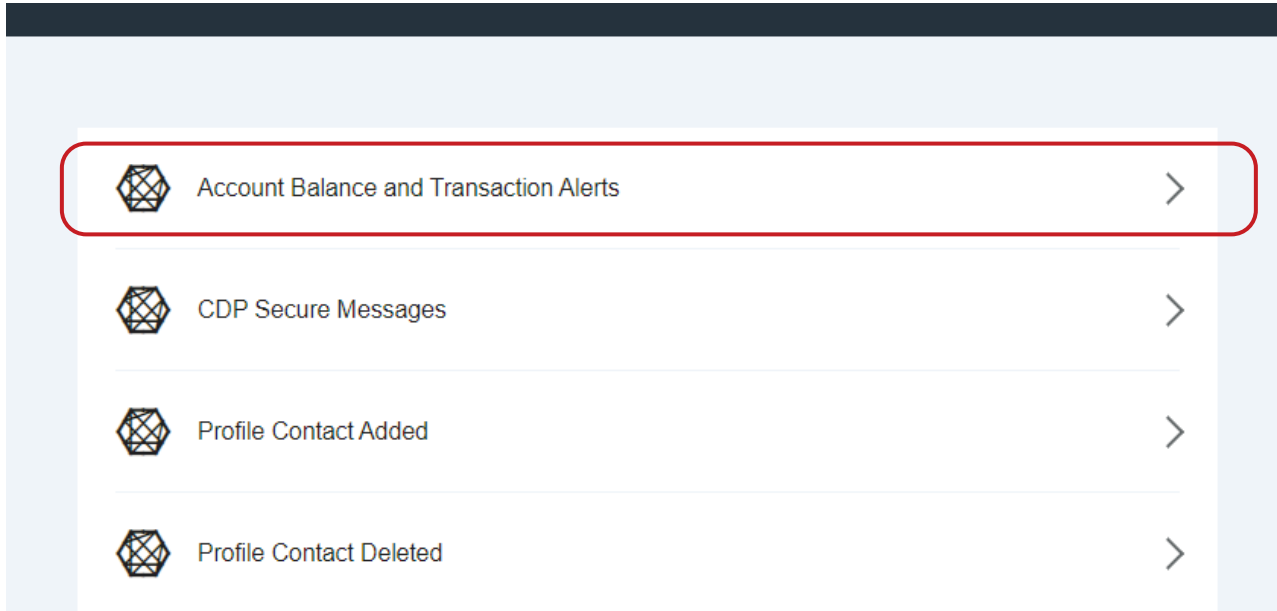 Account Balance and Transaction Alerts
CDP Secure Messages
Profile Contact Added
Profile Contact Deleted